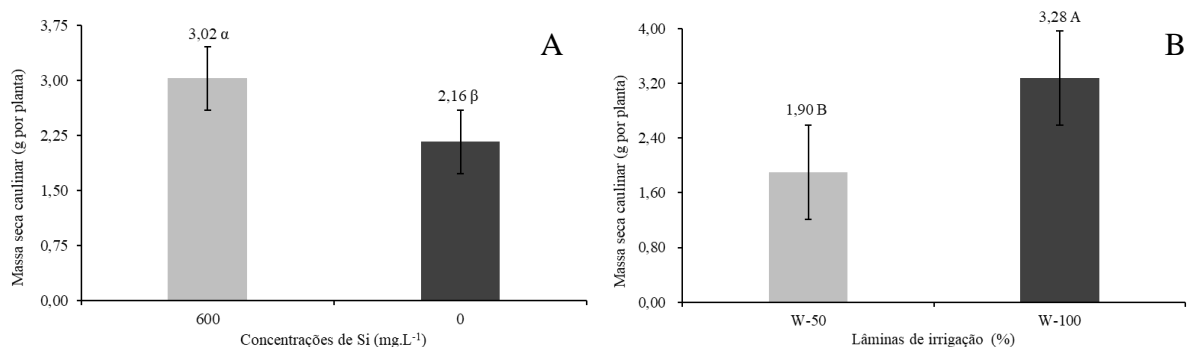 A
Massa seca caulinar (g por planta)
3,75
3,00
2,25
1,50
0,75
0,00
3,02 α
2,16 β
600
0
Concentrações de Si (mg.L-1)
B
Massa seca caulinar (g por planta)
4,00
3,20
2,40
1,60
0,80
0,00
1,90 B
3,28 A
W-50
W-100
Lâminas de irrigação (%)